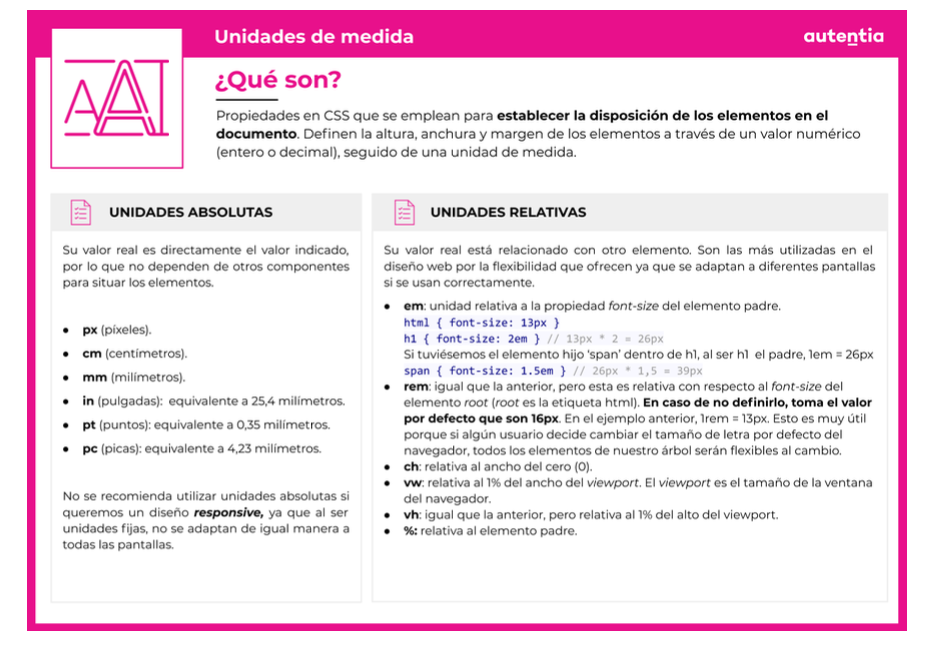 Unidades de medida
autentia
¿Qué son?
Propiedades en CSS que se emplean para establecer la disposición de los elementos en el
documento. Definen la altura, anchura y margen de los elementos a través de un valor numérico
(entero o decimal), seguido de una unidad de medida.
UNIDADES ABSOLUTAS
Su valor real es directamente el valor indicado,
por lo que no dependen de otros componentes
para situar los elementos.
● px (píxeles).
● cm (centímetros).
● mm (milímetros).
● in (pulgadas): equivalente a 25,4 milímetros.
● pt (puntos): equivalente a 0,35 milímetros.
● pc (picas): equivalente a 4,23 milímetros.
No se recomienda utilizar unidades absolutas si
queremos un diseño responsive, ya que al ser
unidades fijas, no se adaptan de igual manera a
todas las pantallas.
UNIDADES RELATIVAS
Su valor real está relacionado con otro elemento. Son las más utilizadas en el
diseño web por la flexibilidad que ofrecen ya que se adaptan a diferentes pantallas
si se usan correctamente.
● em: unidad relativa a la propiedad font-size del elemento padre.
html { font-size: 13px }
h1 { font-size: 2em } // 13px * 2 = 26px
Si tuviésemos el elemento hijo ‘span’ dentro de h1, al ser h1 el padre, 1em = 26px
span { font-size: 1.5em } // 26px * 1,5 = 39px
● rem: igual que la anterior, pero esta es relativa con respecto al font-size del
elemento root (root es la etiqueta html). En caso de no definirlo, toma el valor
por defecto que son 16px. En el ejemplo anterior, 1rem = 13px. Esto es muy útil
porque si algún usuario decide cambiar el tamaño de letra por defecto del
navegador, todos los elementos de nuestro árbol serán flexibles al cambio.
● ch: relativa al ancho del cero (0).
● vw: relativa al 1% del ancho del viewport. El viewport es el tamaño de la ventana
del navegador.
● vh: igual que la anterior, pero relativa al 1% del alto del viewport.
● %: relativa al elemento padre.